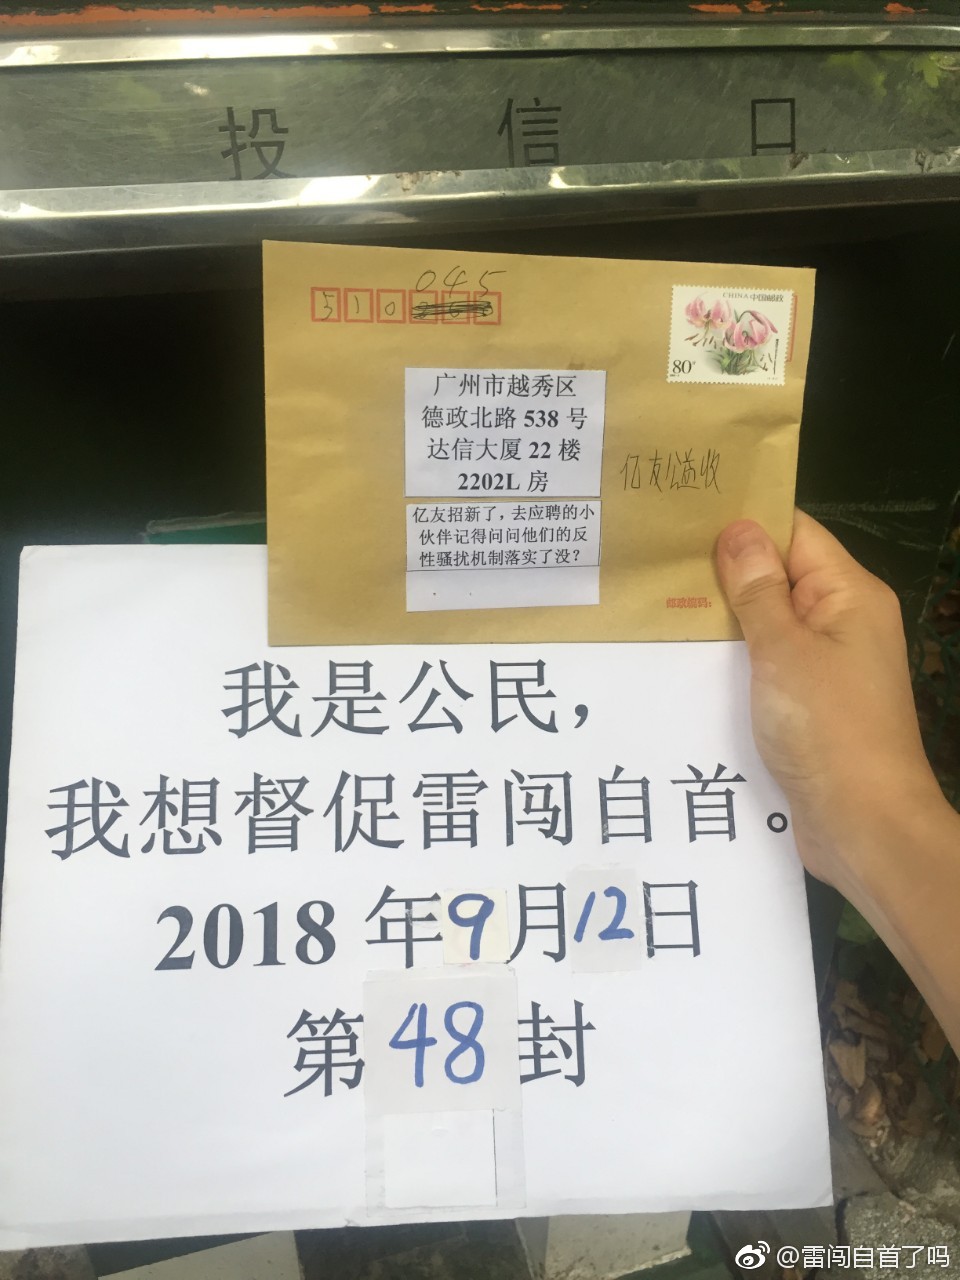 投信口
045
510
CHINA 中国邮政
80分
广州市越秀区
德政北路 538 号
达信大厦 22 楼
2202L 房
亿友公益收
亿友招新了，去应聘的小
伙伴记得问问他们的反
性骚扰机制落实了没？
邮政编码：
我是公民，
我想督促雷闯自首。
2018 年9月12日
第48封
@雷闯自首了吗